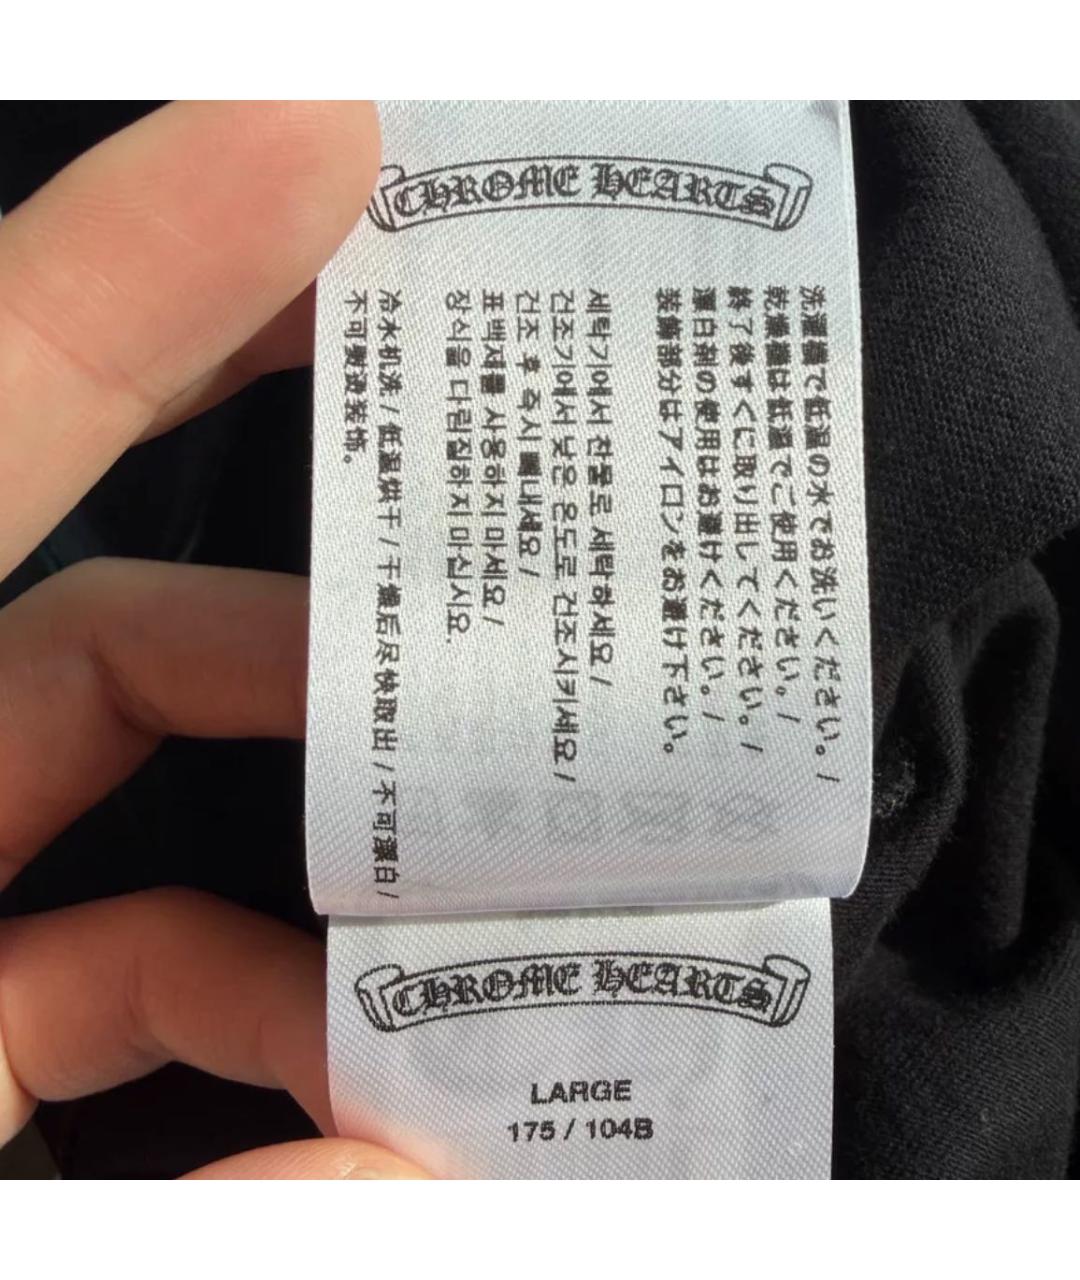 CHROME HEARTS
洗濯機で低温の水でお洗いください。/
乾燥機は低温でご使用ください。/
終了後すぐに取り出してください。/
漂白剤の使用はお避けください。/
装飾部分はアイロンをお避け下さい。
세탁기에서 찬물로 세탁하세요 /
건조기에서 낮은 온도로 건조시키세요 /
건조 후 즉시 빼내세요 /
표백제를 사용하지 마세요 /
장식을 다림질하지 마십시요.
冷水机洗 / 低温烘干 / 干燥后尽快取出 / 不可漂白 /
不可熨烫装饰。
CHROME HEARTS
LARGE
175 / 104B